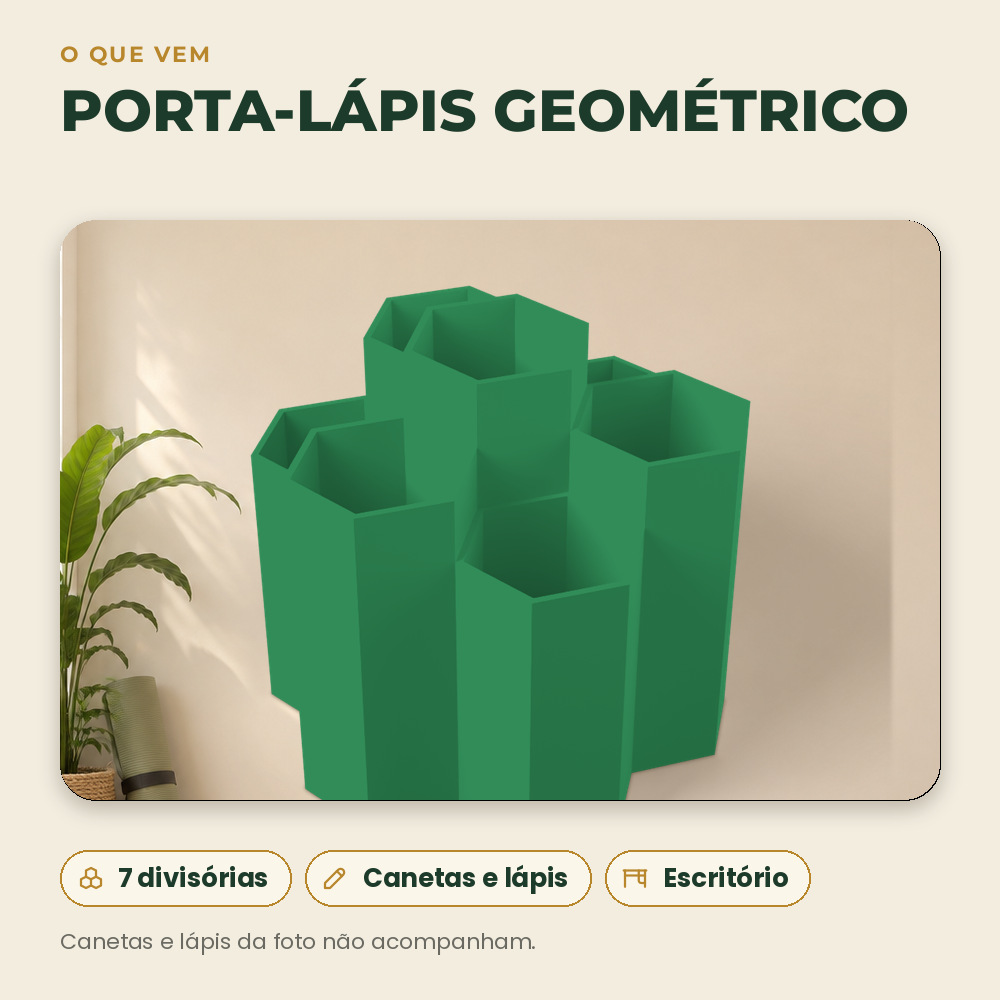 O QUE VEM
PORTA-LÁPIS GEOMÉTRICO
7 divisórias
Canetas e lápis
Escritório
Canetas e lápis da foto não acompanham.